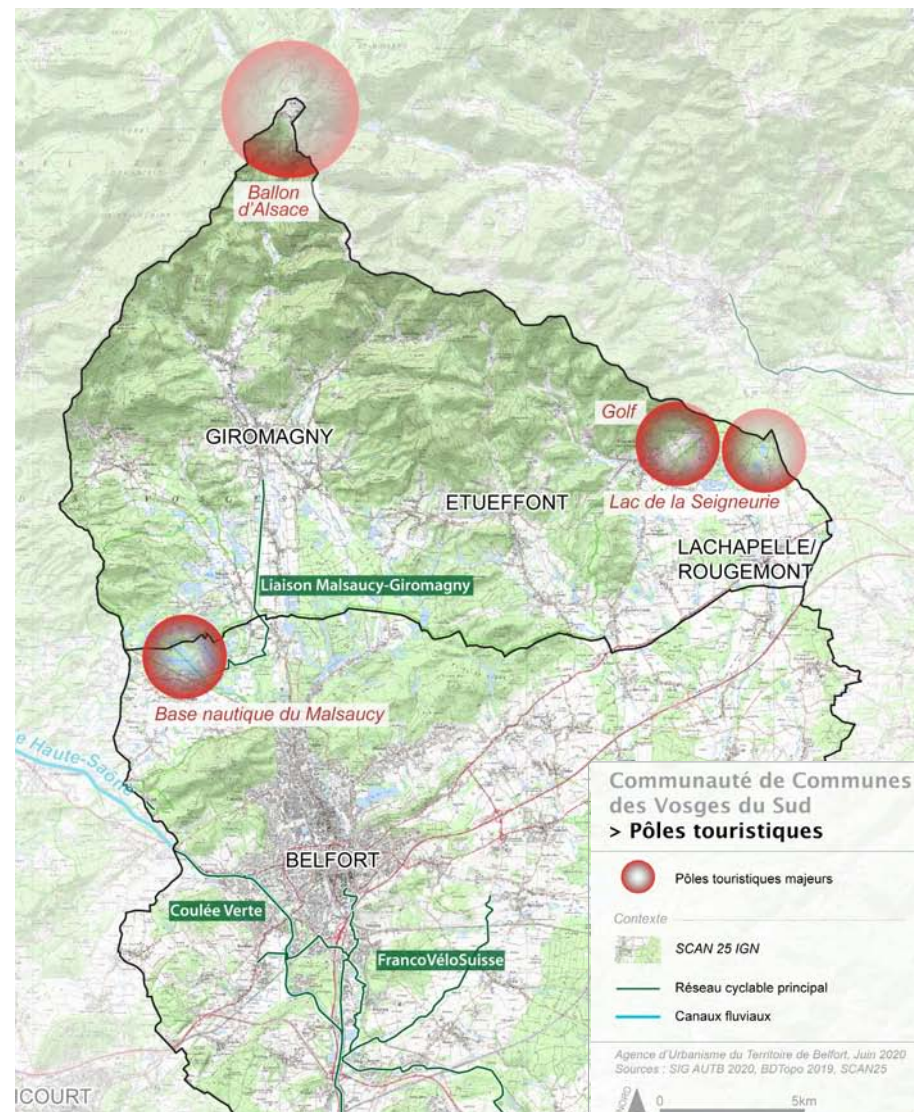 Ballon
d'Alsace
GIROMAGNY
Golf
ETUEFFONT
Lac de la Seigneurie
LACHAPELLE/
ROUGEMONT
Liaison Malsaucy-Giromagny
Base nautique du Malsaucy
e Haute-Saône
BELFORT
Coulée Verte
FrancoVéloSuisse
ICOURT
Communauté de Communes
des Vosges du Sud
> Pôles touristiques
Pôles touristiques majeurs
Contexte
SCAN 25 IGN
Réseau cyclable principal
Canaux fluviaux
Agence d'Urbanisme du Territoire de Belfort, Juin 2020
Sources : SIG AUTB 2020, BDTopo 2019, SCAN25
NORD
0 5km